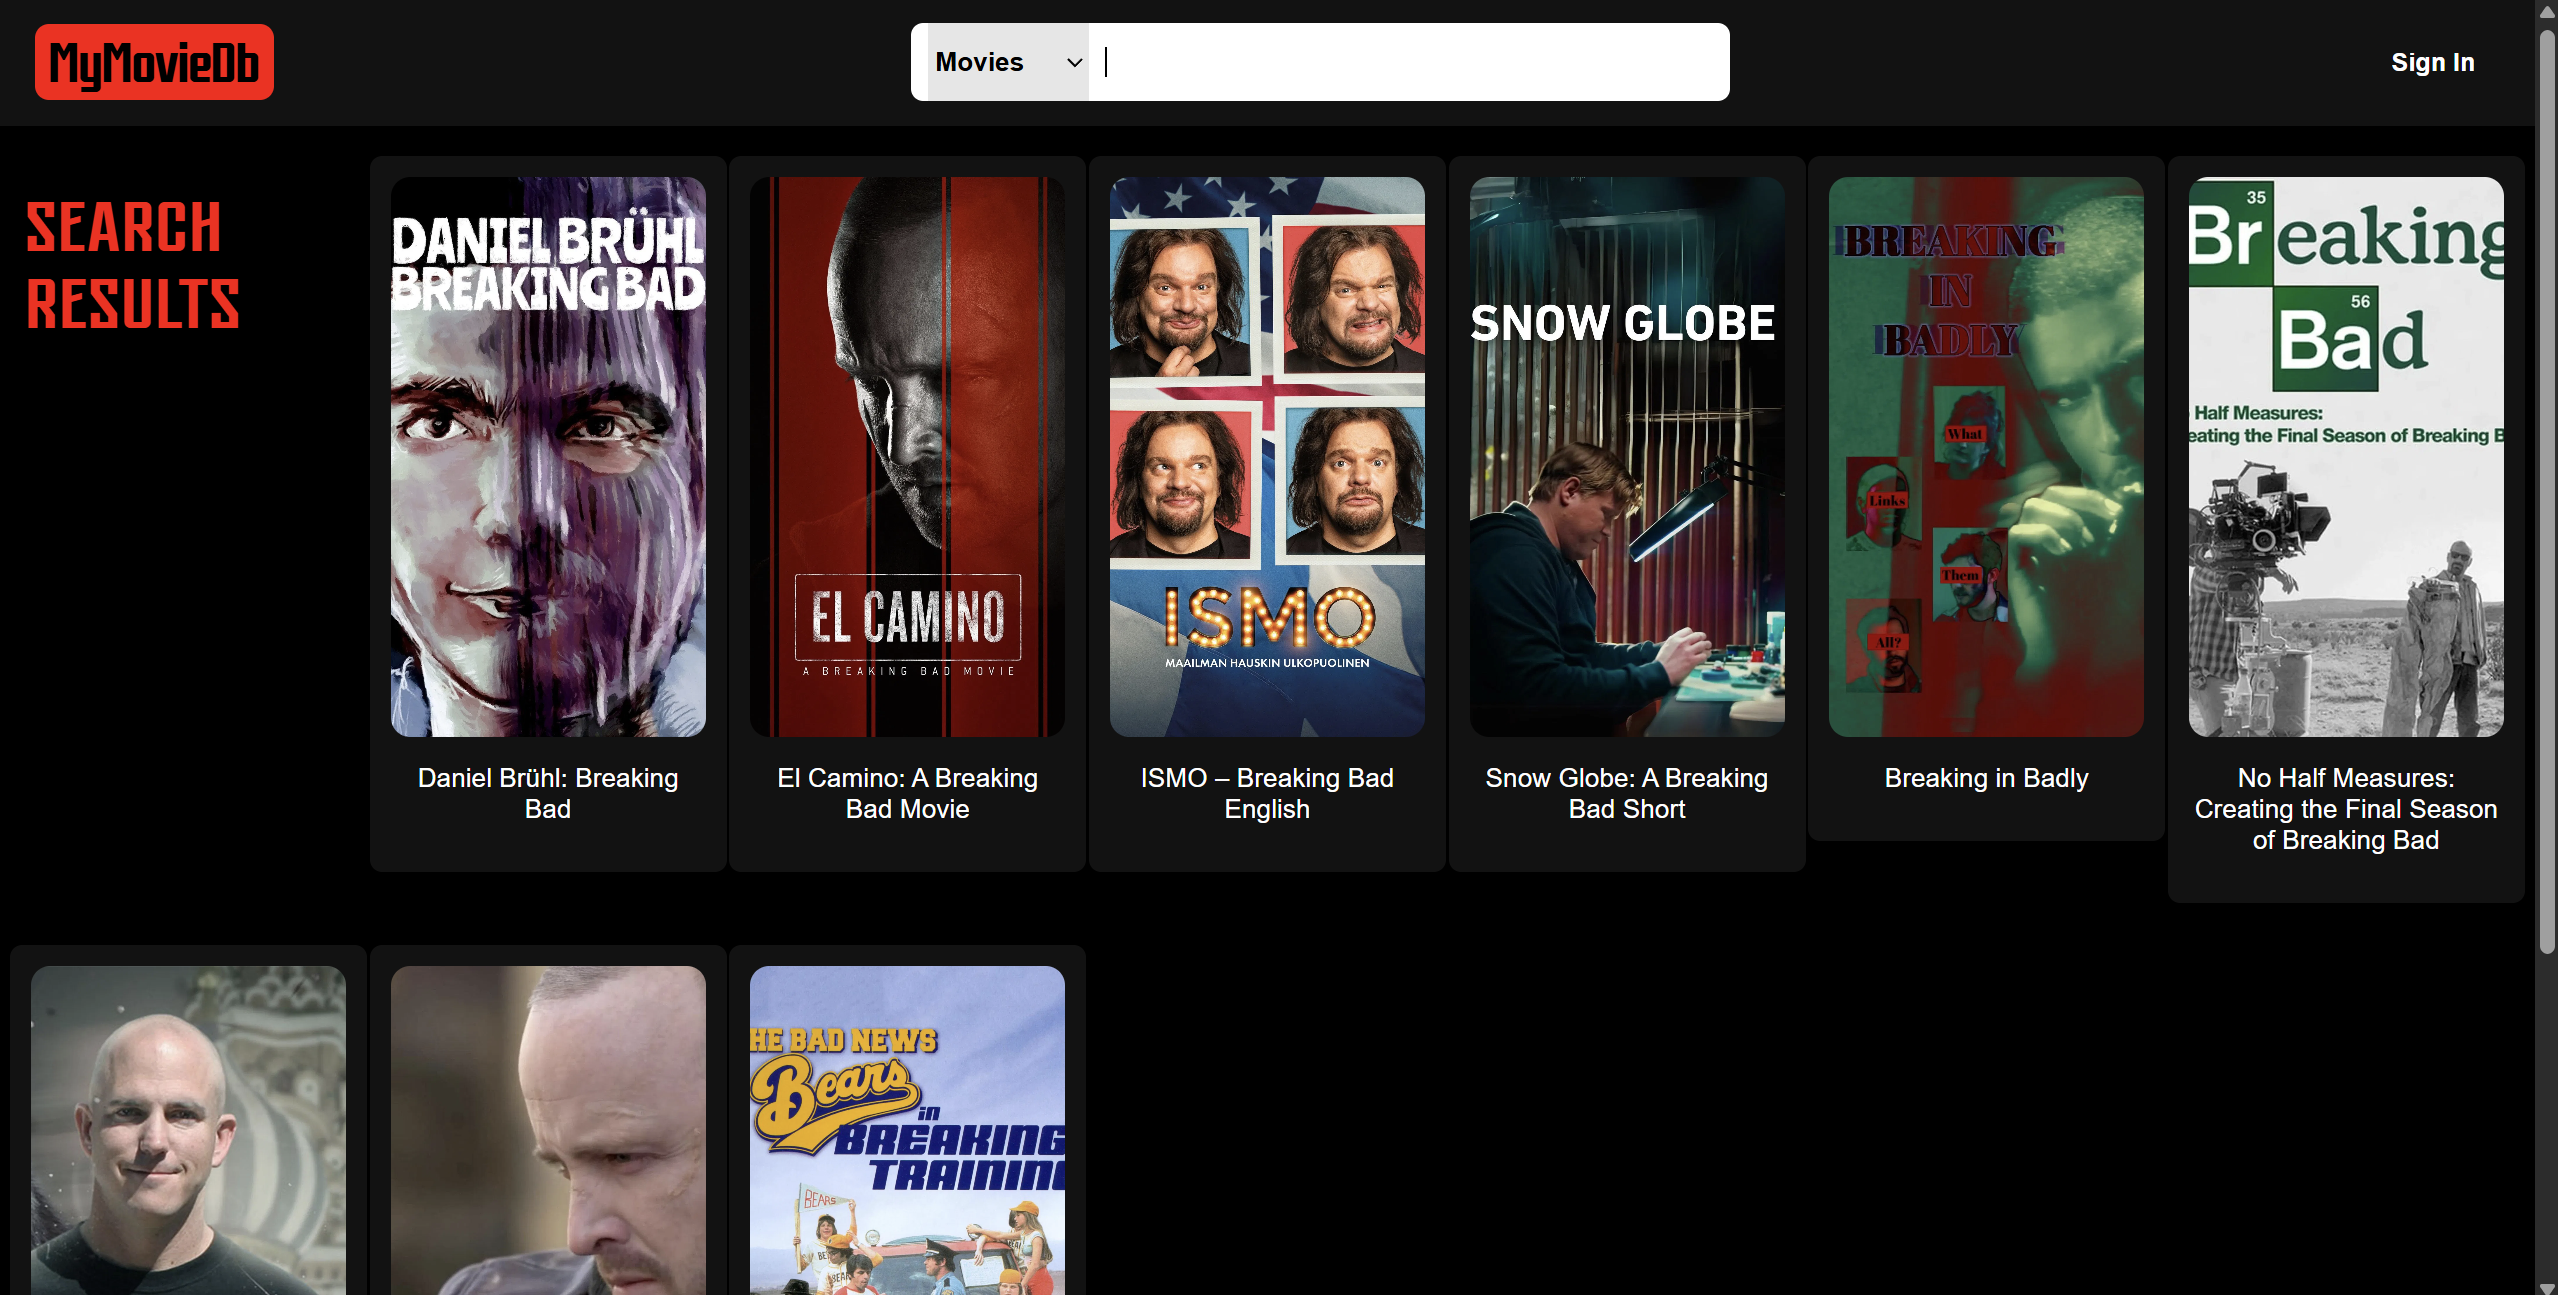 MyMovieDb
Movies
Sign In
SEARCH
RESULTS
DANIEL BRÜHL
BREAKING BAD
Daniel Brühl: Breaking
Bad
EL CAMINO
A BREAKING BAD MOVIE
El Camino: A Breaking
Bad Movie
ISMO
MAAILMAN HAUSKIN ULKOPUOLINEN
ISMO – Breaking Bad
English
SNOW GLOBE
Snow Globe: A Breaking
Bad Short
BREAKING
IN
BADLY
What
Links
Them
All?
Breaking in Badly
35
Breaking
56
Bad
Half Measures:
eating the Final Season of Breaking B
No Half Measures:
Creating the Final Season
of Breaking Bad
HE BAD NEWS
Bears
in
BREAKING
TRAINING
BEARS